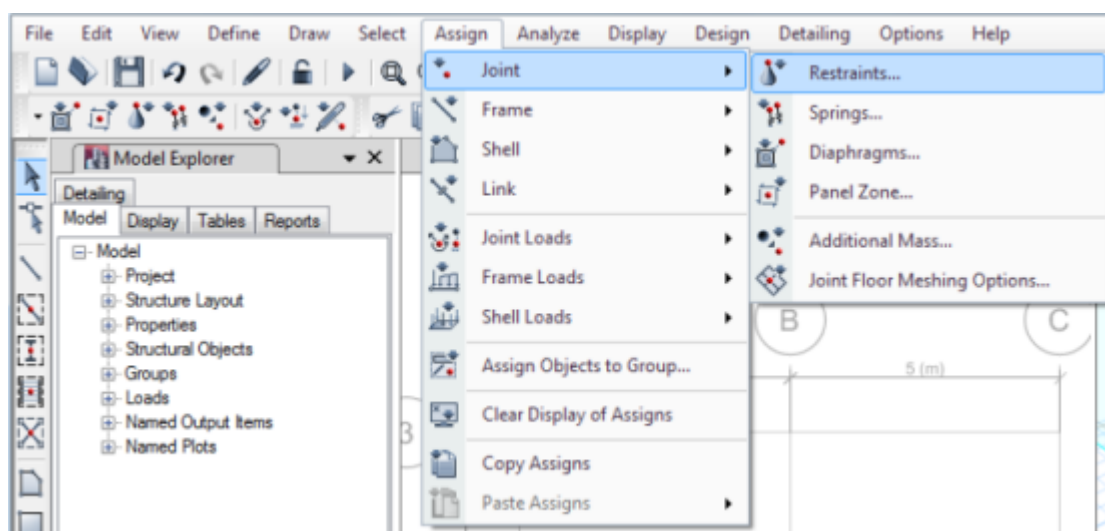 File Edit View Define Draw Select Assign Analyze Display Design Detailing Options Help
Joint
Restraints...
Frame
Springs...
Shell
Diaphragms...
Link
Panel Zone...
Joint Loads
Additional Mass...
Frame Loads
Joint Floor Meshing Options...
Shell Loads
Assign Objects to Group...
Clear Display of Assigns
Copy Assigns
Paste Assigns
Model Explorer
Detailing
Model Display Tables Reports
Model
Project
Structure Layout
Properties
Structural Objects
Groups
Loads
Named Output Items
Named Plots
B
C
5 (m)
3